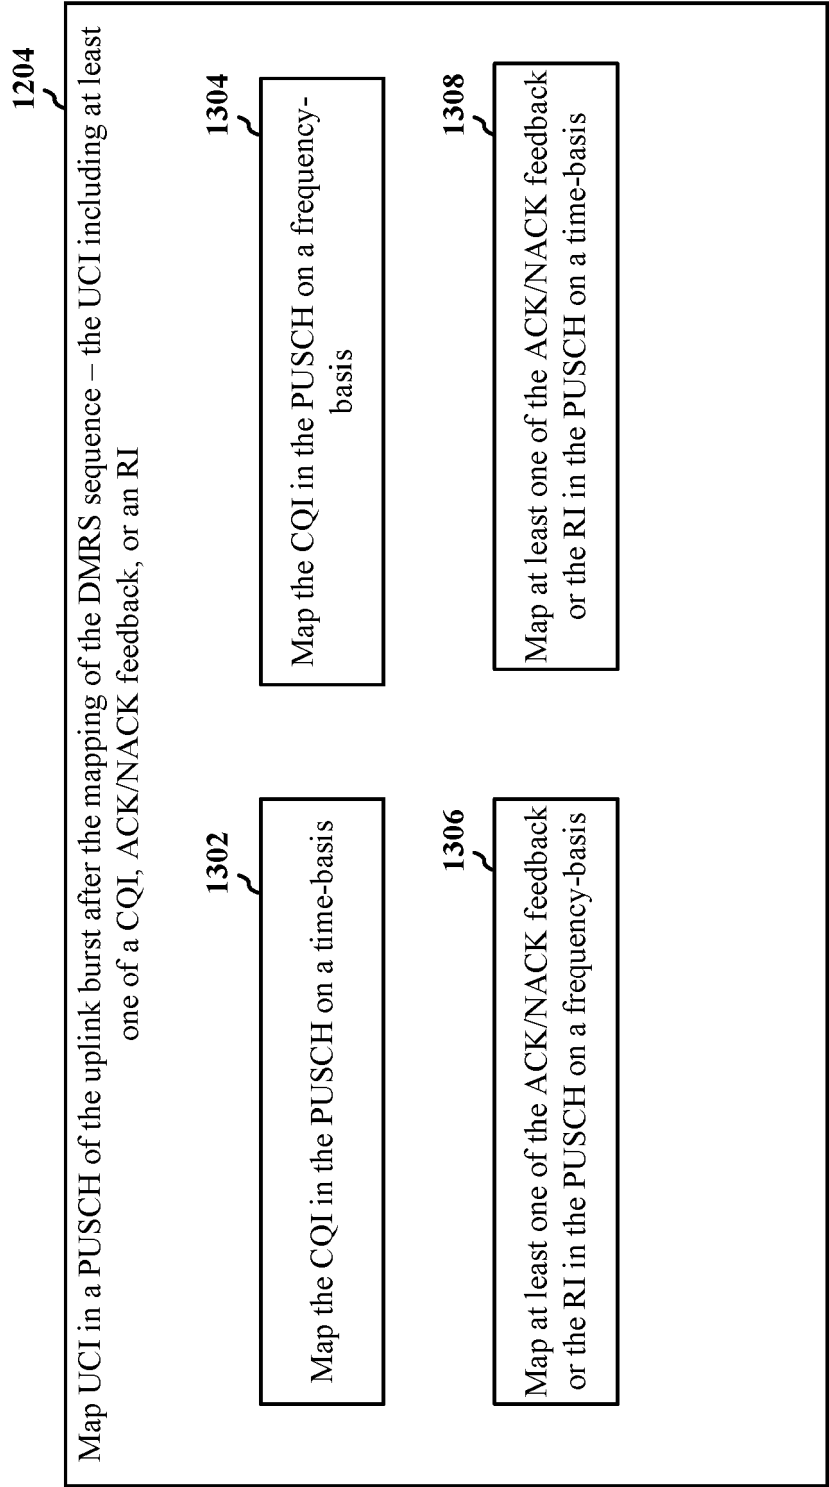 1204
Map UCI in a PUSCH of the uplink burst after the mapping of the DMRS sequence – the UCI including at least
one of a CQI, ACK/NACK feedback, or an RI
1302
Map the CQI in the PUSCH on a time-basis
1304
Map the CQI in the PUSCH on a frequency-
basis
1306
Map at least one of the ACK/NACK feedback
or the RI in the PUSCH on a frequency-basis
1308
Map at least one of the ACK/NACK feedback
or the RI in the PUSCH on a time-basis